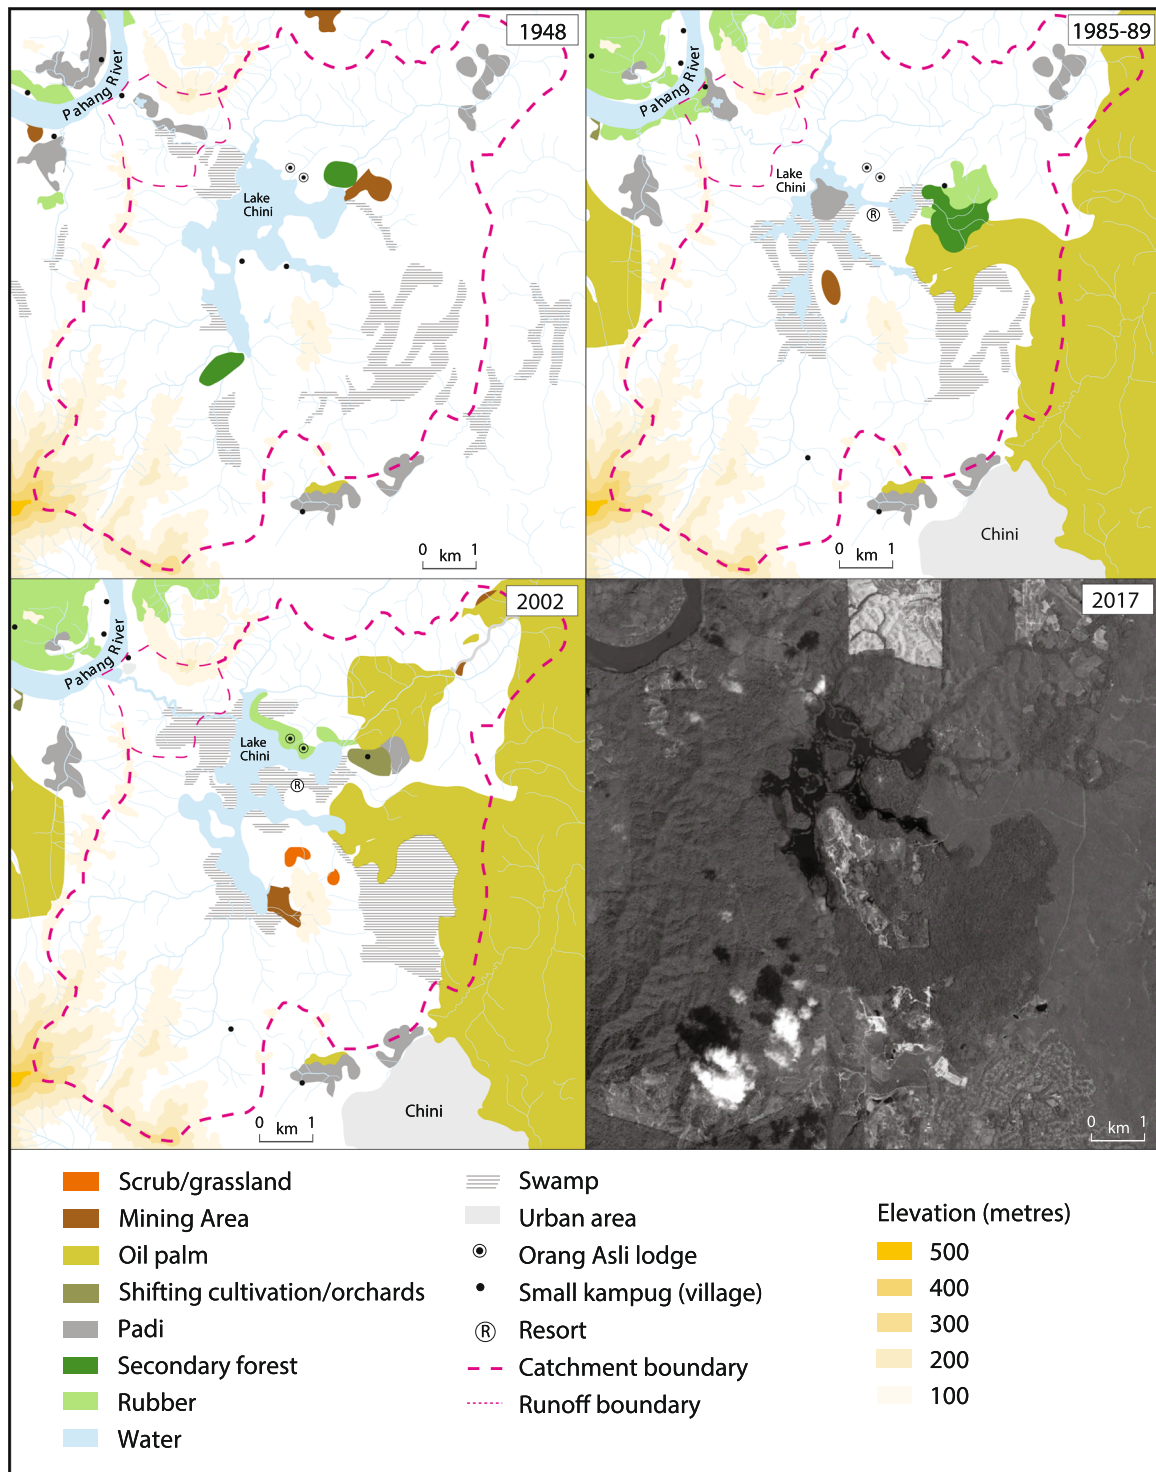 1948
Pahang River
Lake
Chini
0 km 1
1985-89
Pahang River
Lake
Chini
R
Chini
0 km 1
2002
Pahang River
Lake
Chini
R
Chini
0 km 1
2017
0 km 1
Scrub/grassland
Mining Area
Oil palm
Shifting cultivation/orchards
Padi
Secondary forest
Rubber
Water
Swamp
Urban area
Orang Asli lodge
Small kampug (village)
R Resort
Catchment boundary
Runoff boundary
Elevation (metres)
500
400
300
200
100